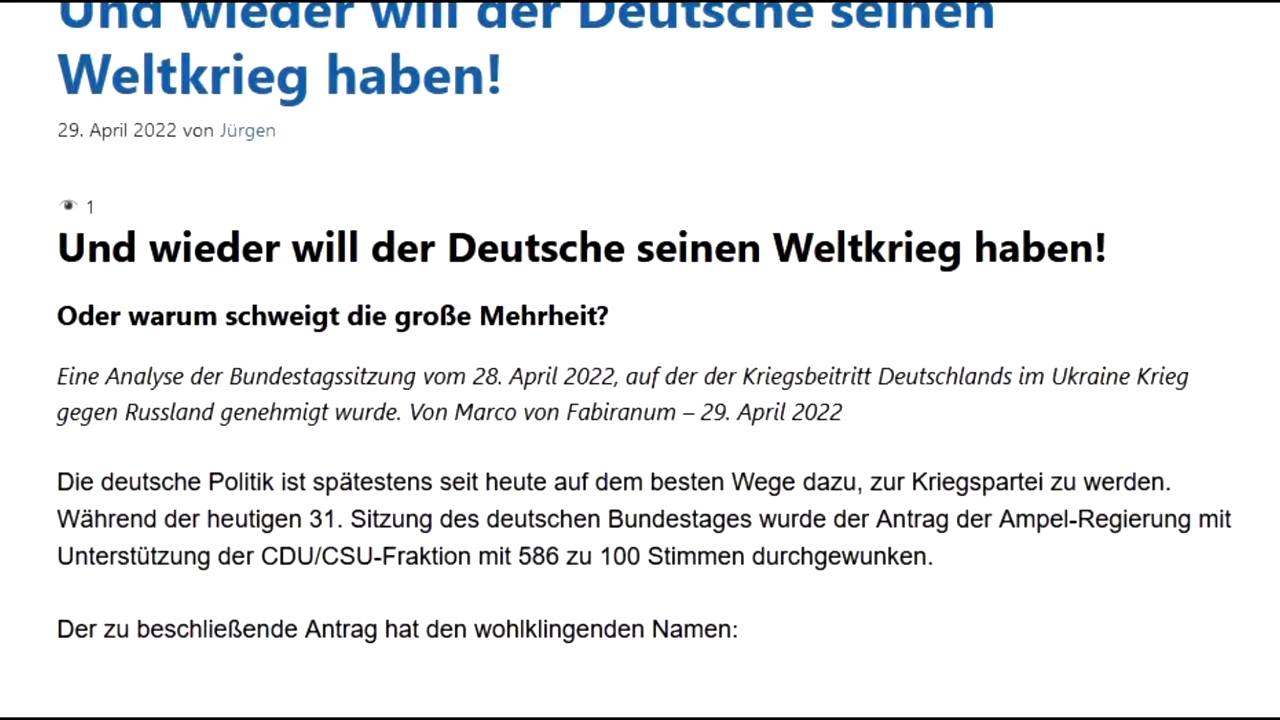 Und wieder will der Deutsche seinen
Weltkrieg haben!
29. April 2022 von Jürgen
1
Und wieder will der Deutsche seinen Weltkrieg haben!
Oder warum schweigt die große Mehrheit?
Eine Analyse der Bundestagssitzung vom 28. April 2022, auf der der Kriegsbeitritt Deutschlands im Ukraine Krieg
gegen Russland genehmigt wurde. Von Marco von Fabiranum – 29. April 2022
Die deutsche Politik ist spätestens seit heute auf dem besten Wege dazu, zur Kriegspartei zu werden.
Während der heutigen 31. Sitzung des deutschen Bundestages wurde der Antrag der Ampel-Regierung mit
Unterstützung der CDU/CSU-Fraktion mit 586 zu 100 Stimmen durchgewunken.
Der zu beschließende Antrag hat den wohlklingenden Namen: